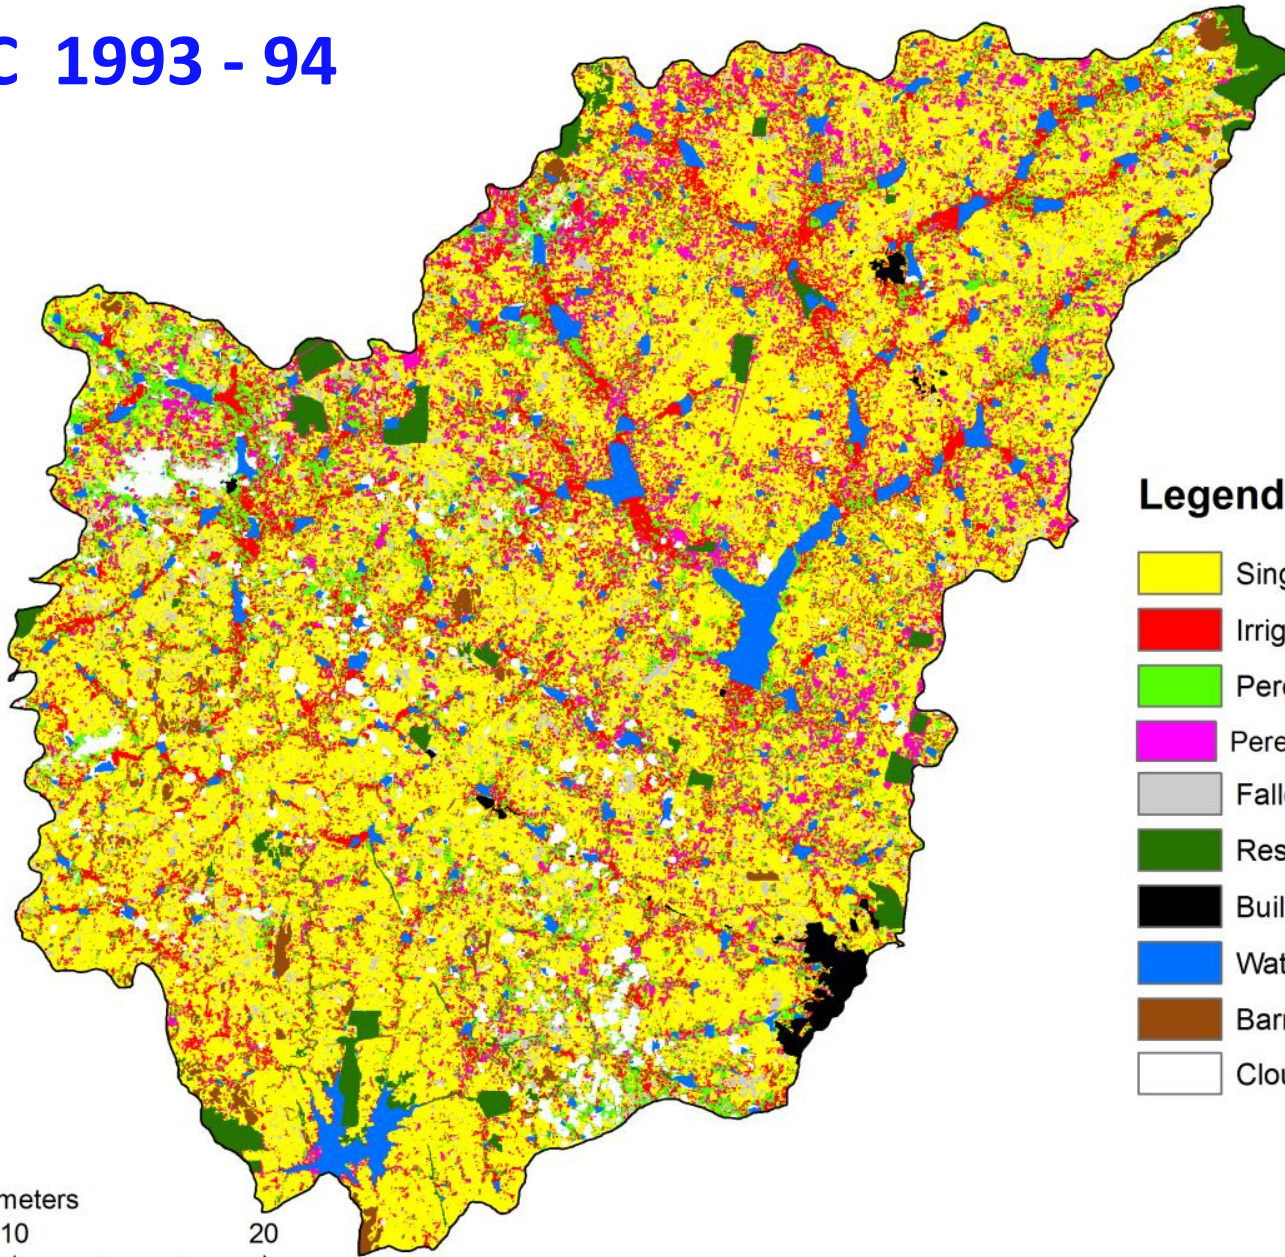 C 1993 - 94
Legend
Sing
Irrig
Pere
Pere
Fall
Res
Buil
Wat
Barr
Clou
meters
10 20